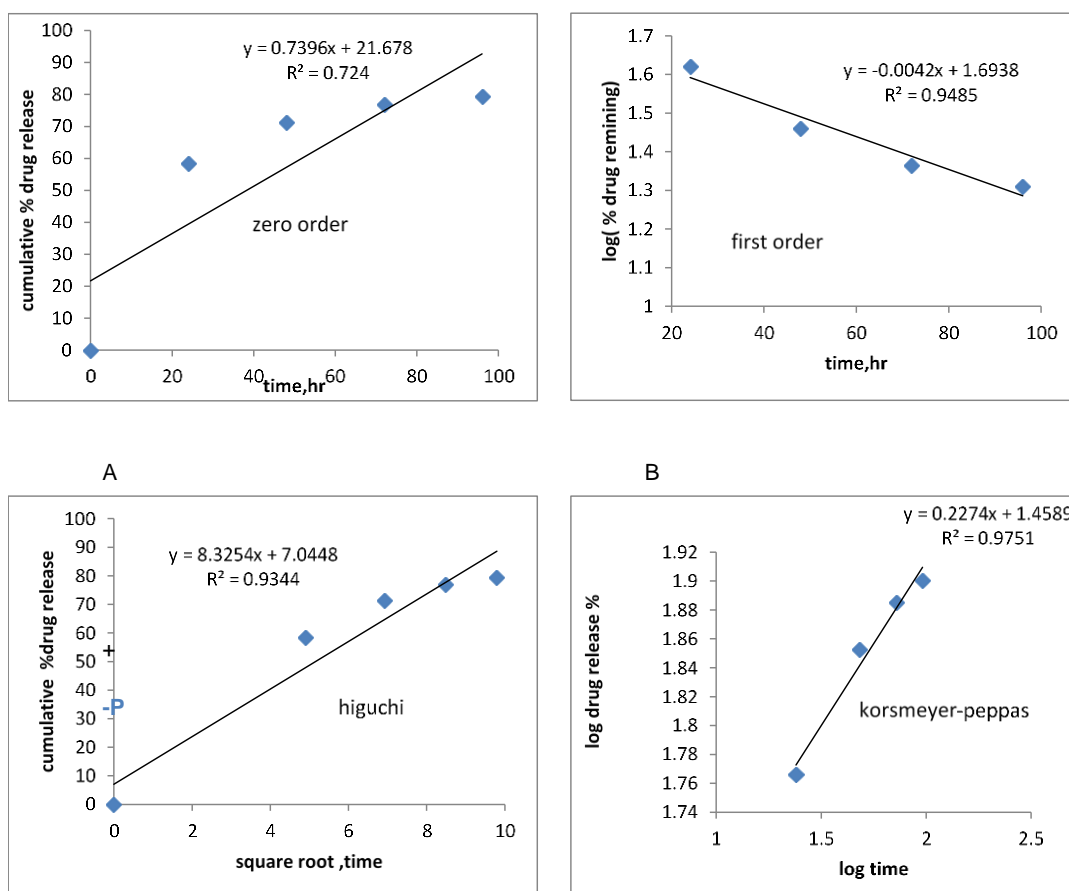 100
90
80
70
60
50
40
30
20
10
0
cumulative % drug release
y = 0.7396x + 21.678
R² = 0.724
zero order
0 20 40 60 80 100
time,hr
1.7
1.6
1.5
1.4
1.3
1.2
1.1
1
log( % drug remining)
y = -0.0042x + 1.6938
R² = 0.9485
first order
20 40 60 80 100
time,hr
A
B
100
90
80
70
60
50
40
30
20
10
0
cumulative %drug release
+
-P
y = 8.3254x + 7.0448
R² = 0.9344
higuchi
0 2 4 6 8 10
square root ,time
y = 0.2274x + 1.4589
R² = 0.9751
1.92
1.9
1.88
1.86
1.84
1.82
1.8
1.78
1.76
1.74
log drug release %
korsmeyer-peppas
1 1.5 2 2.5
log time